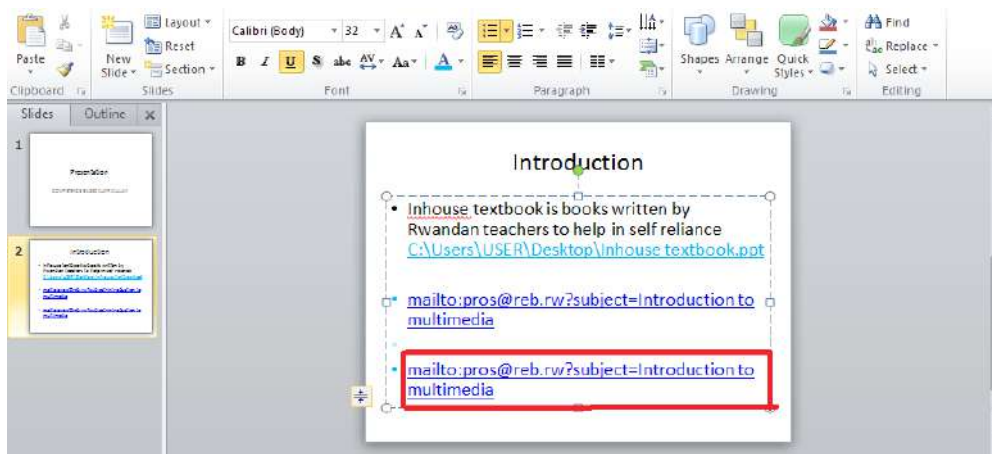 Layout
Reset
Section
Paste
New
Slide
Clipboard
Slides
Calibri (Body)
32
B I U S abc AV Aa A
Font
Paragraph
Shapes Arrange Quick
Styles
Drawing
Find
Replace
Select
Editing
Slides Outline
1
Presentation
2
Introduction
Introduction
• Inhouse textbook is books written by
Rwandan teachers to help in self reliance
C:\Users\USER\Desktop\Inhouse textbook.ppt
• mailto:pros@reb.rw?subject=Introduction to
multimedia
• mailto:pros@reb.rw?subject=Introduction to
multimedia